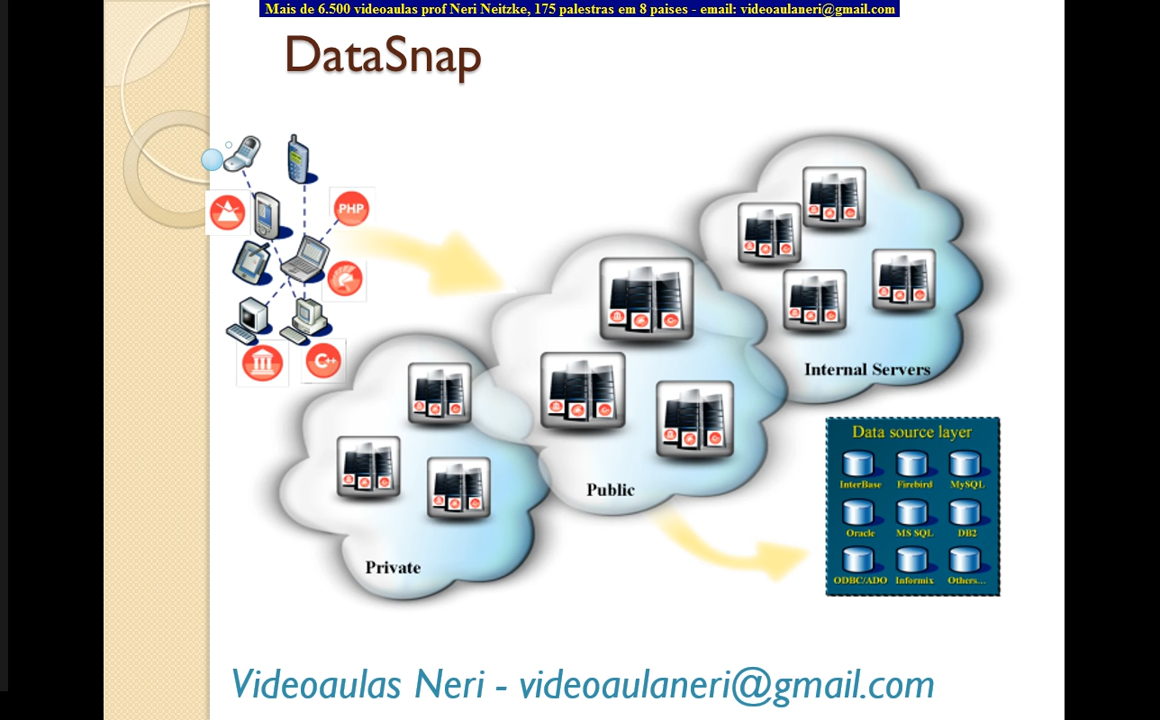 Mais de 6.500 videoaulas prof Neri Neitzke, 175 palestras em 8 paises - email: videoaulaneri@gmail.com
DataSnap
PHP
C++
Internal Servers
Public
Private
Data source layer
InterBase Firebird MySQL
Oracle MS SQL DB2
ODBC/ADO Informix Others...
Videoaulas Neri - videoaulaneri@gmail.com